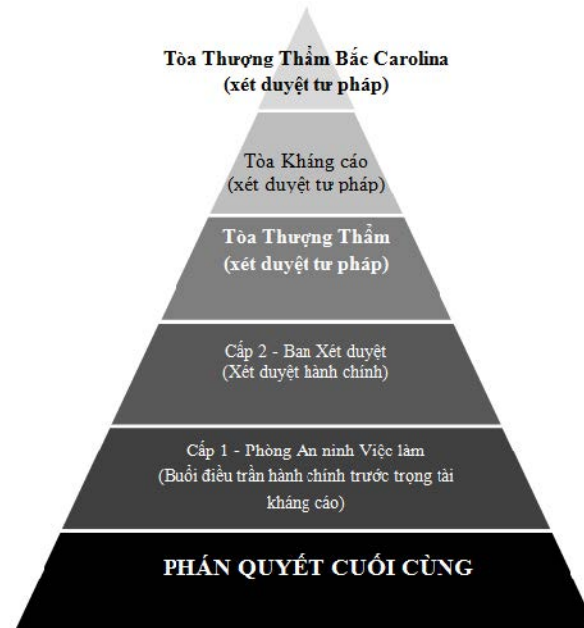 Tòa Thượng Thẩm Bắc Carolina
(xét duyệt tư pháp)
Tòa Kháng cáo
(xét duyệt tư pháp)
Tòa Thượng Thẩm
(xét duyệt tư pháp)
Cấp 2 - Ban Xét duyệt
(Xét duyệt hành chính)
Cấp 1 - Phòng An ninh Việc làm
(Buổi điều trần hành chính trước trọng tài
kháng cáo)
PHÁN QUYẾT CUỐI CÙNG